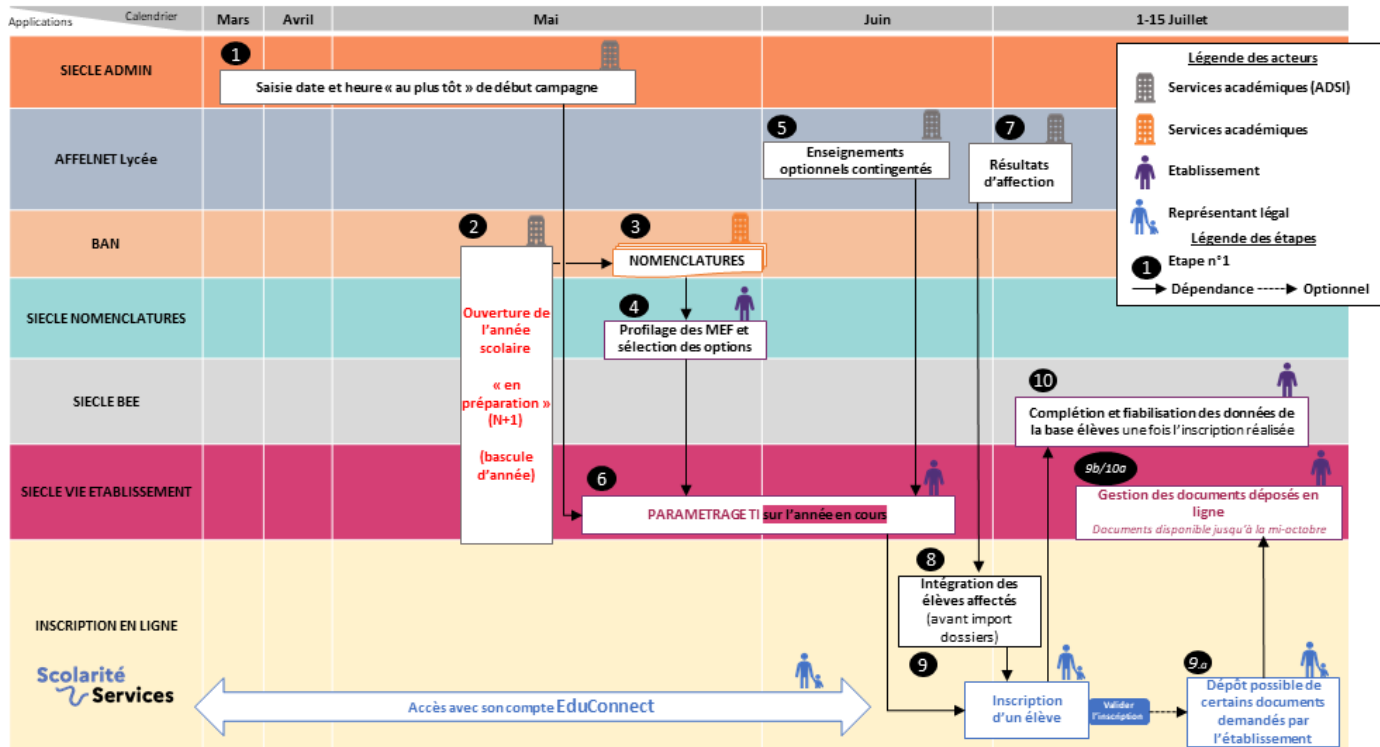 Calendrier
Applications
Mars
Avril
Mai
Juin
1-15 Juillet
SIECLE ADMIN
1
Saisie date et heure « au plus tôt » de début campagne
AFFELNET Lycée
5
Enseignements
optionnels contingentés
7
Résultats
d'affection
BAN
2
3
NOMENCLATURES
Ouverture de
l'année
scolaire
« en
préparation »
(N+1)
(bascule
d'année)
SIECLE NOMENCLATURES
4
Profilage des MEF et
sélection des options
SIECLE BEE
10
Complétion et fiabilisation des données de
la base élèves une fois l'inscription réalisée
SIECLE VIE ETABLISSEMENT
6
PARAMETRAGE TI sur l'année en cours
9b/10a
Gestion des documents déposés en
ligne
Documents disponible jusqu'à la mi-octobre
INSCRIPTION EN LIGNE
Scolarité
Services
Accès avec son compte EduConnect
8
Intégration des
élèves affectés
(avant import
dossiers)
9
Inscription
d'un élève
Valider
l'inscription
9.a
Dépôt possible de
certains documents
demandés par
l'établissement
Légende des acteurs
Services académiques (ADSI)
Services académiques
Etablissement
Représentant légal
Légende des étapes
1 Etape n°1
Dépendance Optionnel